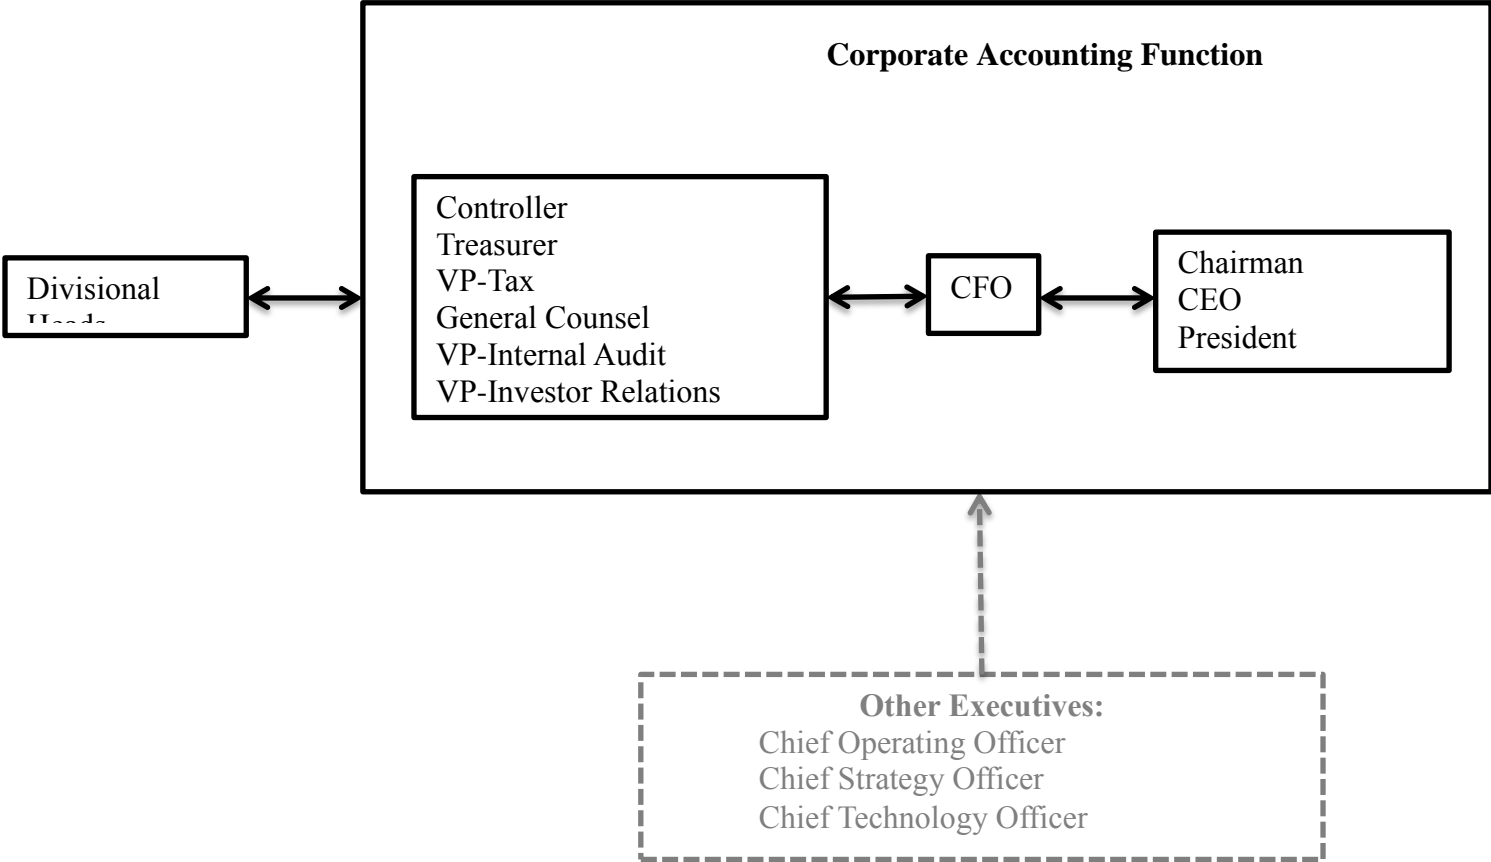 Corporate Accounting Function
Controller
Treasurer
VP-Tax
General Counsel
VP-Internal Audit
VP-Investor Relations
Divisional
Heads
CFO
Chairman
CEO
President
Other Executives:
Chief Operating Officer
Chief Strategy Officer
Chief Technology Officer